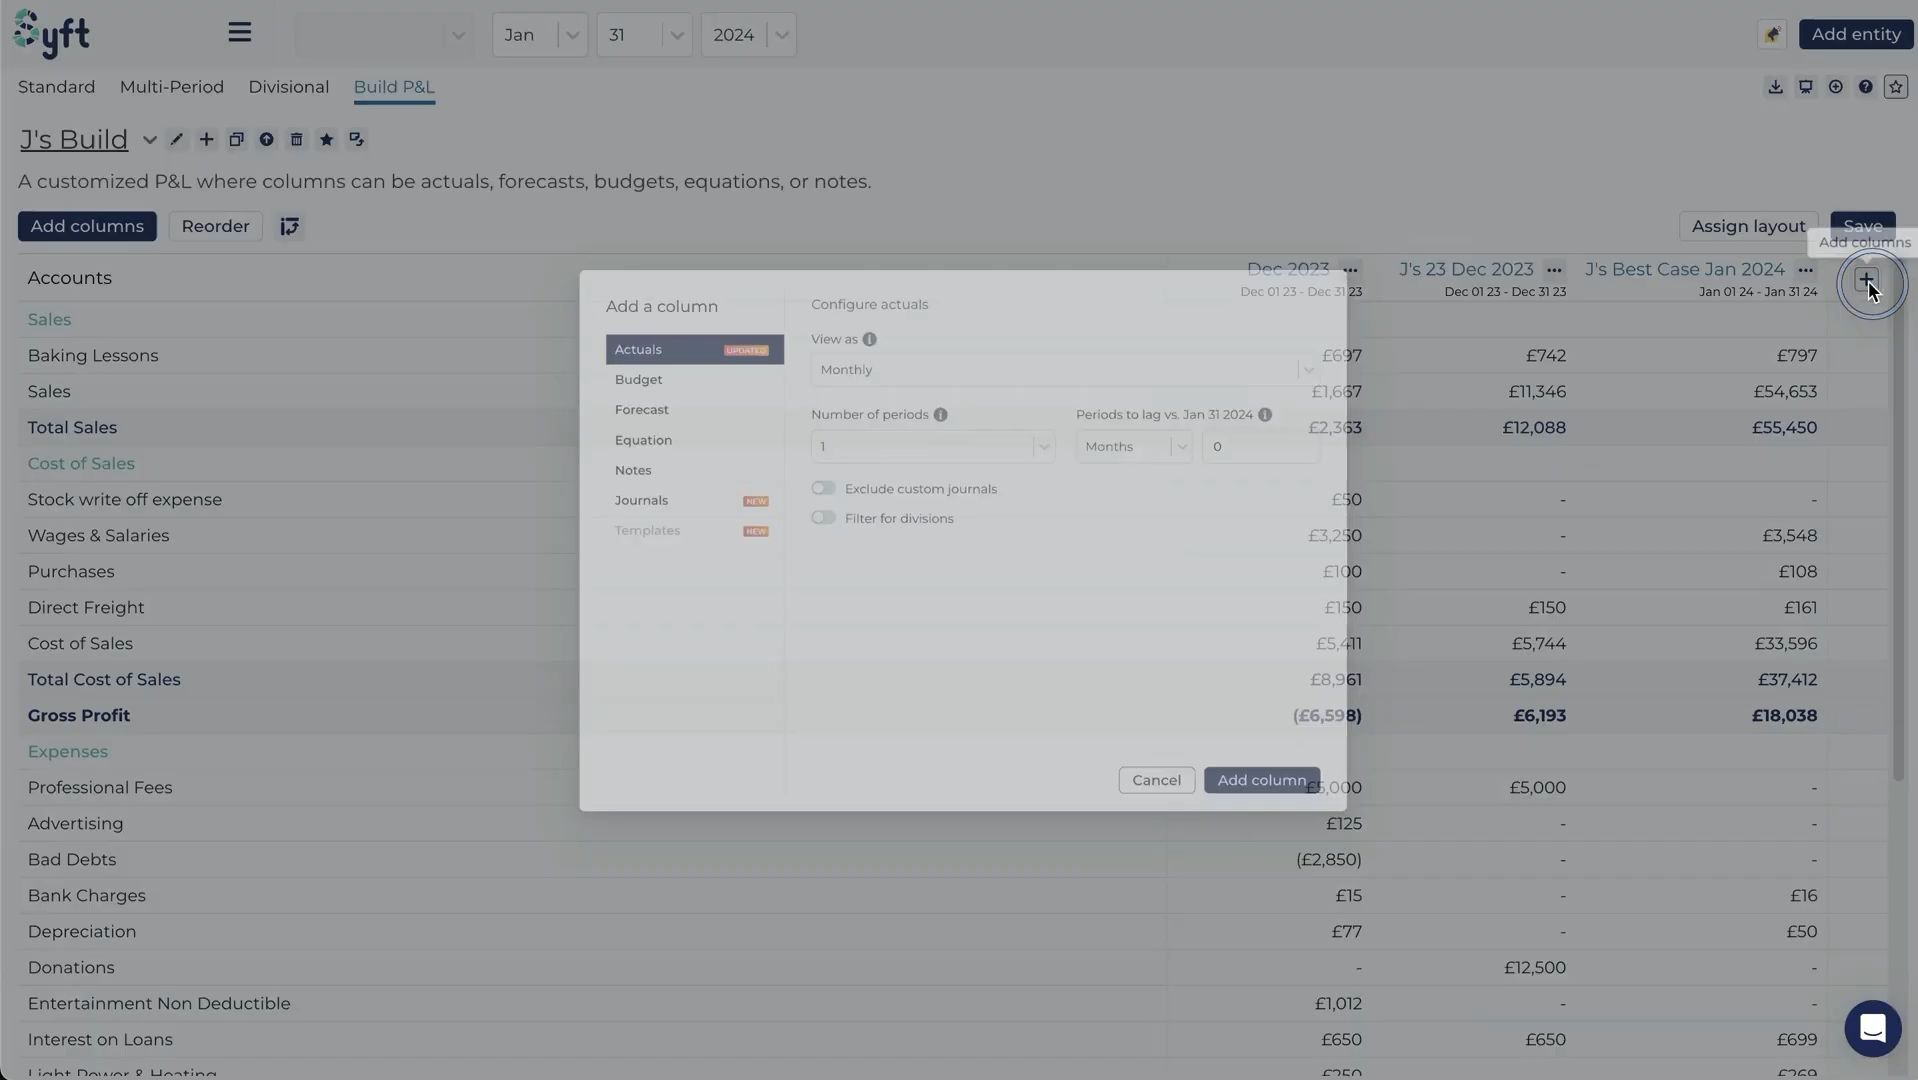 Syft
Jan 31 2024
Add entity
Standard Multi-Period Divisional Build P&L
J's Build
A customized P&L where columns can be actuals, forecasts, budgets, equations, or notes.
Add columns Reorder
Assign layout Save
Add columns
Accounts
Dec 2023 ··· J's 23 Dec 2023 ··· J's Best Case Jan 2024 ···
Dec 01 23 - Dec 31 23 Dec 01 23 - Dec 31 23 Jan 01 24 - Jan 31 24
Sales
Baking Lessons £697 £742 £797
Sales £1,667 £11,346 £54,653
Total Sales £2,363 £12,088 £55,450
Cost of Sales
Stock write off expense £50 - -
Wages & Salaries £3,250 - £3,548
Purchases £100 - £108
Direct Freight £150 £150 £161
Cost of Sales £5,411 £5,744 £33,596
Total Cost of Sales £8,961 £5,894 £37,412
Gross Profit (£6,598) £6,193 £18,038
Expenses
Professional Fees £5,000 £5,000 -
Advertising £125 - -
Bad Debts (£2,850) - -
Bank Charges £15 - £16
Depreciation £77 - £50
Donations - £12,500 -
Entertainment Non Deductible £1,012 - -
Interest on Loans £650 £650 £699
Light Power & Heating £250 - £269
Add a column
Actuals UPDATED
Budget
Forecast
Equation
Notes
Journals NEW
Templates NEW
Configure actuals
View as
Monthly
Number of periods Periods to lag vs. Jan 31 2024
1 Months 0
Exclude custom journals
Filter for divisions
Cancel Add column